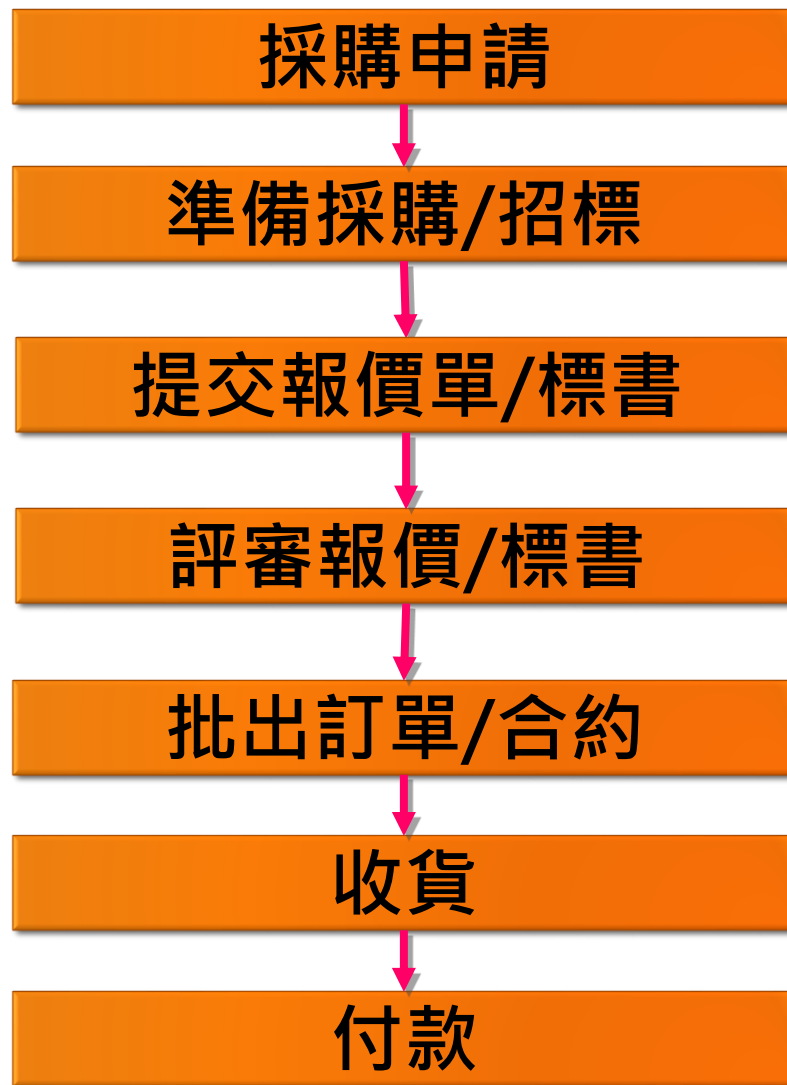 採購申請
準備採購/招標
提交報價單/標書
評審報價/標書
批出訂單/合約
收貨
付款